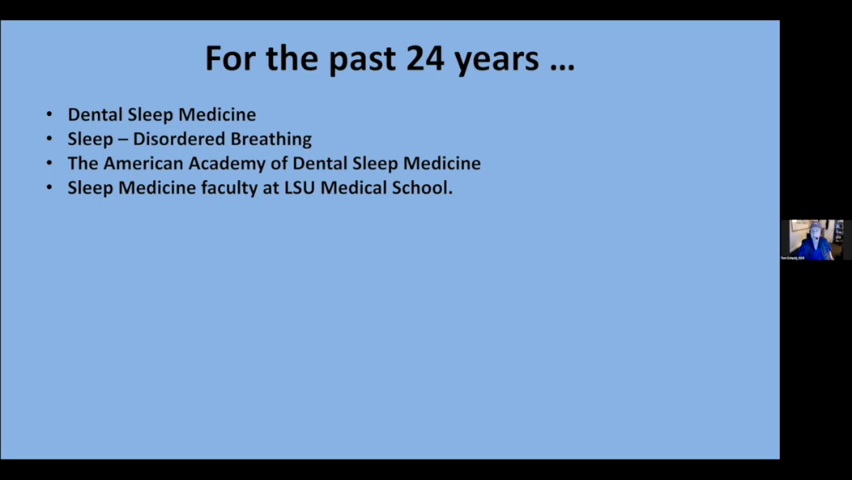 For the past 24 years ...
• Dental Sleep Medicine
• Sleep – Disordered Breathing
• The American Academy of Dental Sleep Medicine
• Sleep Medicine faculty at LSU Medical School.